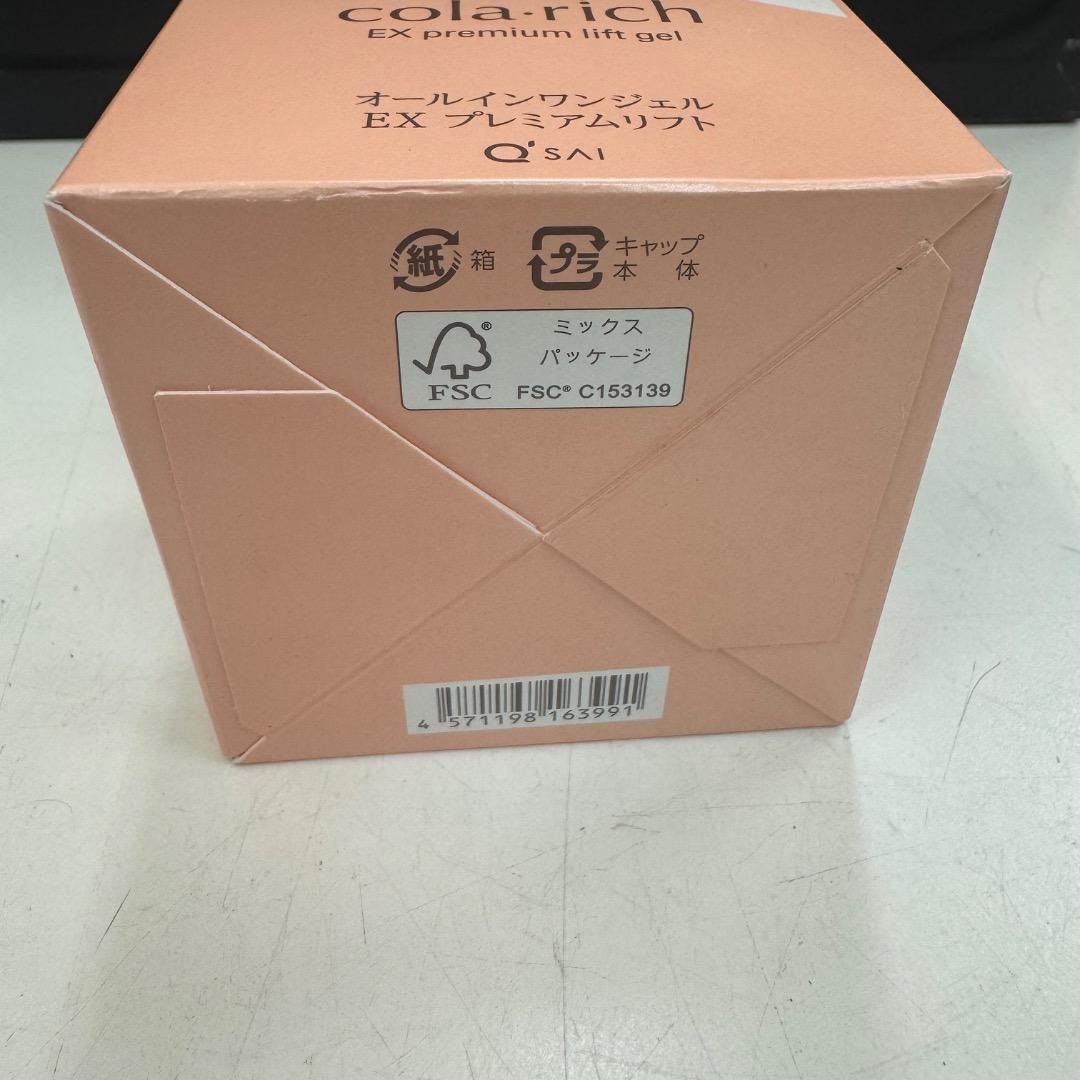 cola·rich
EX premium lift gel
オールインワンジェル
EX プレミアムリフト
Q'SAI
紙 箱
プラ キャップ
本体
ミックス
パッケージ
FSC® C153139
®
FSC
4 571198 163991